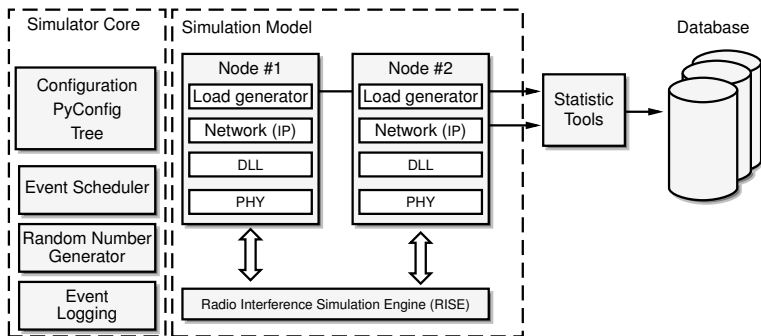 Simulator Core
Configuration
PyConfig
Tree
Event Scheduler
Random Number
Generator
Event
Logging
Simulation Model
Node #1
Load generator
Network (IP)
DLL
PHY
Node #2
Load generator
Network (IP)
DLL
PHY
Radio Interference Simulation Engine (RISE)
Statistic
Tools
Database